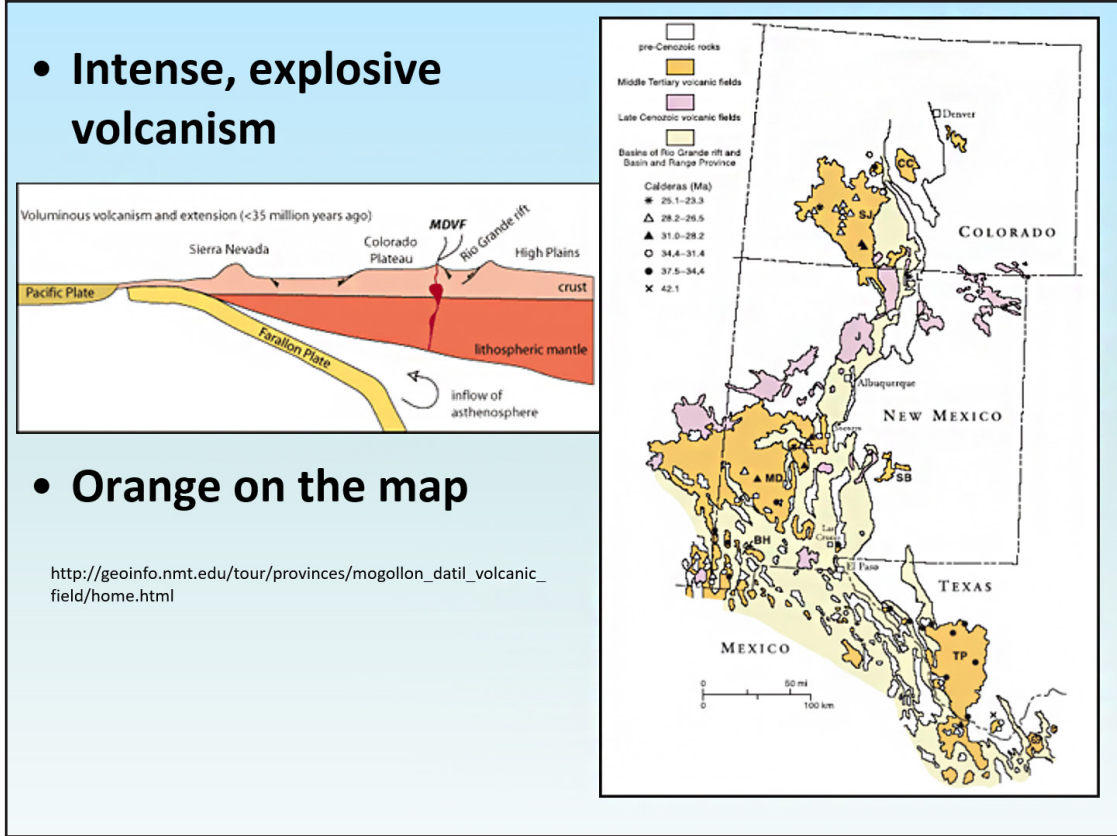 • Intense, explosive
volcanism
Voluminous volcanism and extension (<35 million years ago)
Sierra Nevada
Colorado
Plateau
MDVF
Rio Grande rift
High Plains
Pacific Plate
crust
Farallon Plate
lithospheric mantle
inflow of
asthenosphere
• Orange on the map
http://geoinfo.nmt.edu/tour/provinces/mogollon_datil_volcanic_
field/home.html
pre-Cenozoic rocks
Middle Tertiary volcanic fields
Late Cenozoic volcanic fields
Basins of Rio Grande rift and
Basin and Range Province
Calderas (Ma)
25.1–23.3
28.2–26.5
31.0–28.2
34.4–31.4
37.5–34.4
42.1
Denver
CC
SJ
COLORADO
J
Albuquerque
NEW MEXICO
Socorro
MD
SB
BH
Las
Cruces
El Paso
TEXAS
MEXICO
TP
0 50 mi
0 100 km